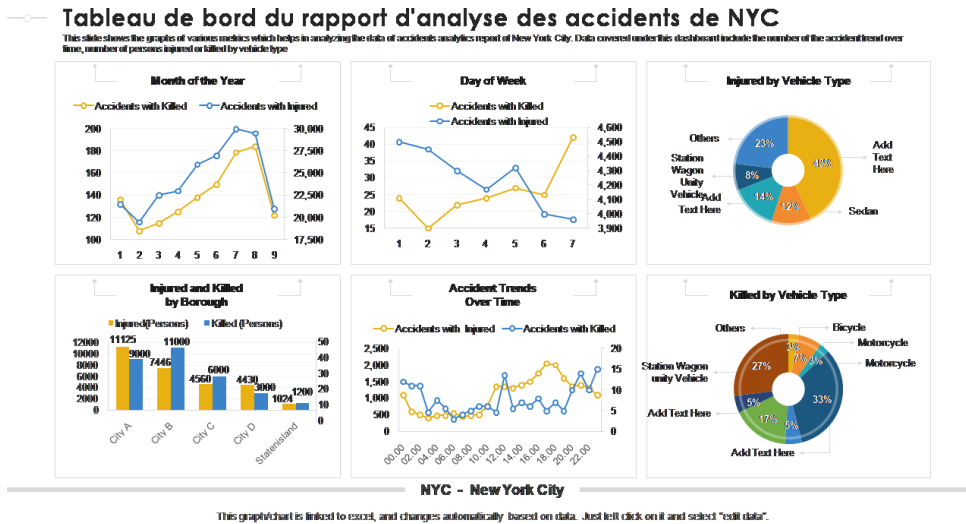 Tableau de bord du rapport d'analyse des accidents de NYC
This slide shows the graphs of various metrics which helps in analyzing the data of accidents analytics report of New York City. Data covered under this dashboard include the number of the accident trend over
time, number of persons injured or killed by vehicle type
Month of the Year
Accidents with Killed
Accidents with Injured
200
180
160
140
120
100
30,000
27,500
25,000
22,500
20,000
17,500
1 2 3 4 5 6 7 8 9
Day of Week
Accidents with Killed
Accidents with Injured
45
40
35
30
25
20
15
4,600
4,500
4,400
4,300
4,200
4,100
4,000
3,900
1 2 3 4 5 6 7
Injured by Vehicle Type
Others
Station
Wagon
Unity
Vehicle
Add
Text Here
Add
Text
Here
Sedan
23%
8%
14%
12%
Injured and Killed
by Borough
Injured(Persons)
Killed (Persons)
12000
10000
8000
6000
4000
2000
0
11125
9000
7446
11000
4560
6000
4430
3000
1024
1200
50
40
30
20
10
0
City A
City B
City C
City D
Statenisland
Accident Trends
Over Time
Accidents with Injured
Accidents with Killed
2,500
2,000
1,500
1,000
500
0
20
15
10
5
0
00.00 02.00 04.00 06.00 08.00 10.00 12.00 14.00 16.00 18.00 20.00 22.00
Killed by Vehicle Type
Others
Bicycle
Motorcycle
Motorcycle
Station Wagon
unity Vehicle
Add Text Here
Add Text Here
27%
7%
33%
5%
17%
5%
NYC - New York City
This graph/chart is linked to excel, and changes automatically based on data. Just left click on it and select "edit data".